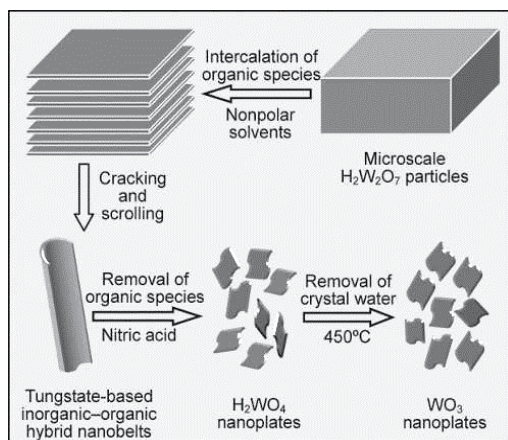 Intercalation of
organic species
Nonpolar
solvents
Microscale
H₂W₂O₇ particles
Cracking
and
scrolling
Removal of
organic species
Nitric acid
Removal of
crystal water
450ºC
Tungstate-based
inorganic–organic
hybrid nanobelts
H₂WO₄
nanoplates
WO₃
nanoplates